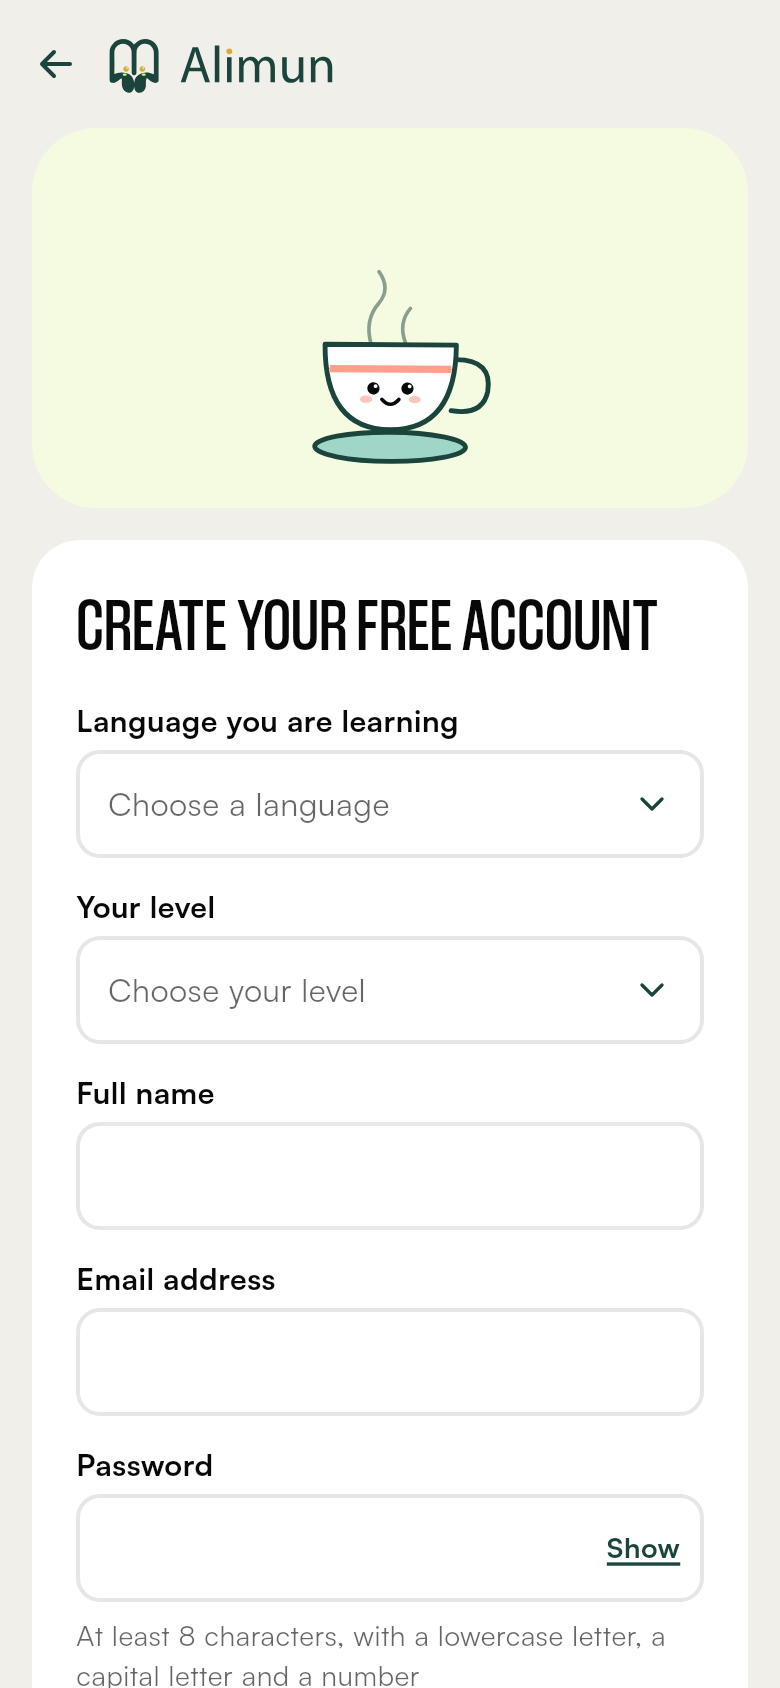 Alimun
CREATE YOUR FREE ACCOUNT
Language you are learning
Choose a language
Your level
Choose your level
Full name
Email address
Password
Show
At least 8 characters, with a lowercase letter, a
capital letter and a number